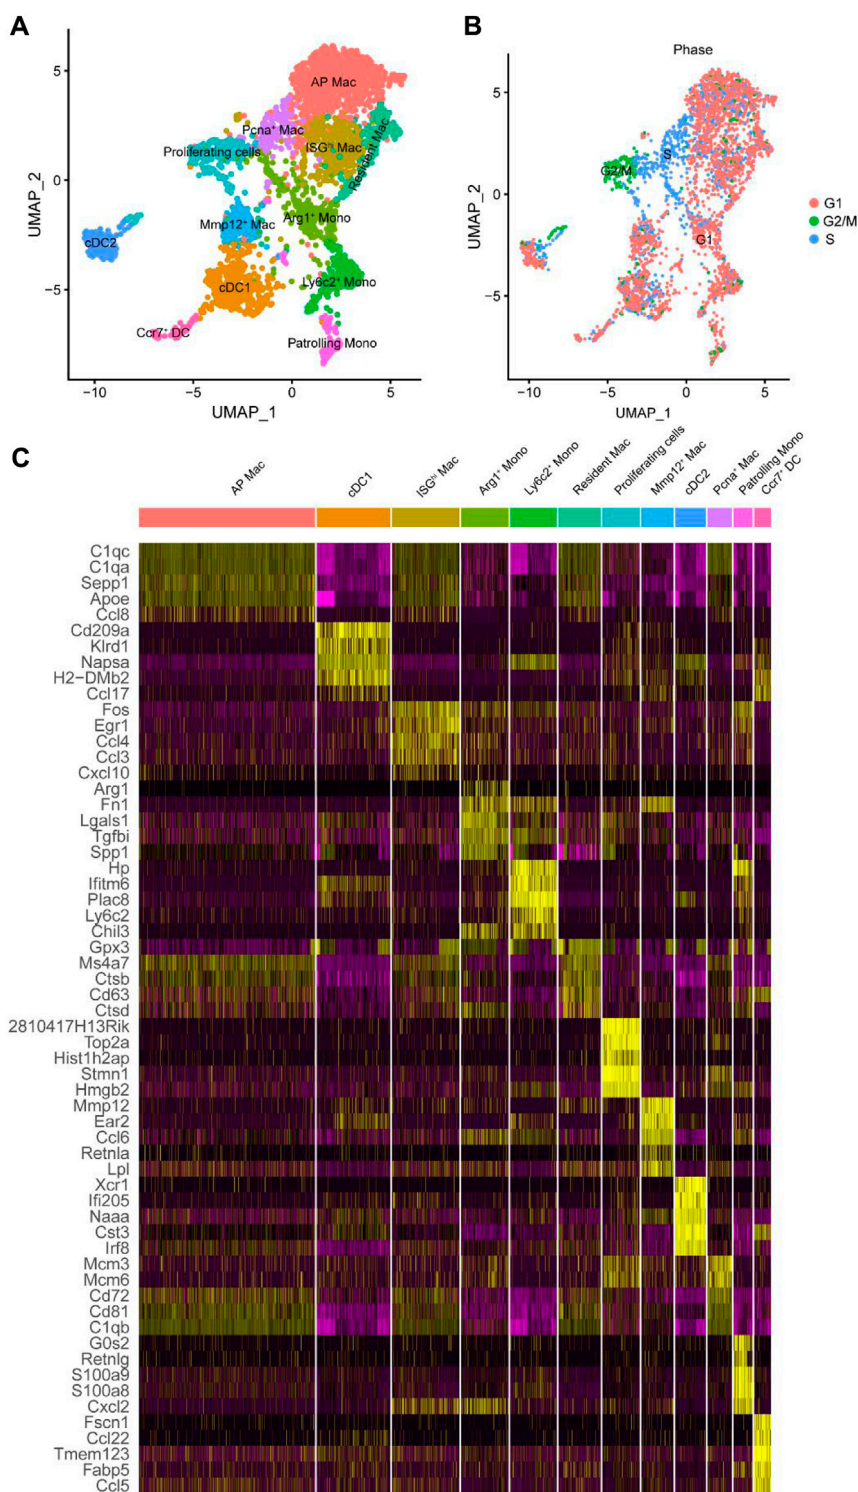 A
5
0
−5
UMAP_2
AP Mac
Pcna⁺ Mac
Proliferating cells
ISGʰⁱ Mac
Resident Mac
Mmp12⁺ Mac
Arg1⁺ Mono
cDC2
cDC1
Ly6c2⁺ Mono
Ccr7⁺ DC
Patrolling Mono
−10
−5
0
5
UMAP_1
B
Phase
5
0
−5
UMAP_2
S
G2/M
G1
−10
−5
0
5
UMAP_1
G1
G2/M
S
C
AP Mac
cDC1
ISGʰⁱ Mac
Arg1⁺ Mono
Ly6c2⁺ Mono
Resident Mac
Proliferating cells
Mmp12⁺ Mac
cDC2
Pcna⁺ Mac
Patrolling Mono
Ccr7⁺ DC
C1qc
C1qa
Sepp1
Apoe
Ccl8
Cd209a
Klrd1
Napsa
H2−DMb2
Ccl17
Fos
Egr1
Ccl4
Ccl3
Cxcl10
Arg1
Fn1
Lgals1
Tgfbi
Spp1
Hp
Ifitm6
Plac8
Ly6c2
Chil3
Gpx3
Ms4a7
Ctsb
Cd63
Ctsd
2810417H13Rik
Top2a
Hist1h2ap
Stmn1
Hmgb2
Mmp12
Ear2
Ccl6
Retnla
Lpl
Xcr1
Ifi205
Naaa
Cst3
Irf8
Mcm3
Mcm6
Cd72
Cd81
C1qb
G0s2
Retnlg
S100a9
S100a8
Cxcl2
Fscn1
Ccl22
Tmem123
Fabp5
Ccl5